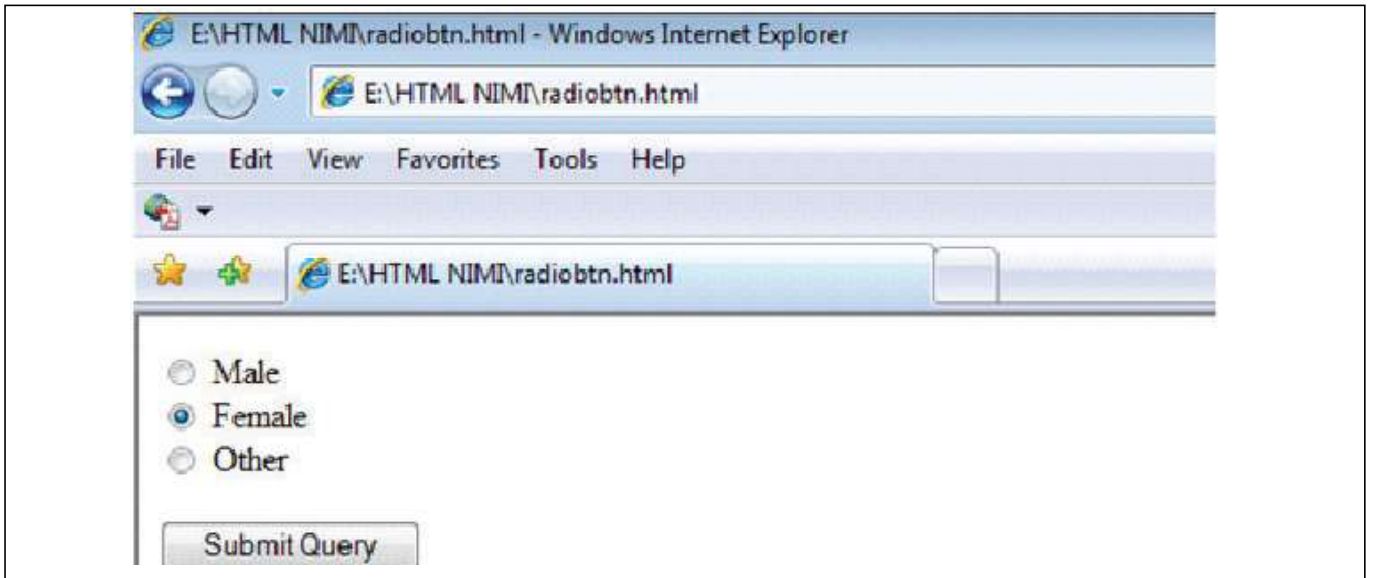 E:\HTML NIMI\radiobtn.html - Windows Internet Explorer
E:\HTML NIMI\radiobtn.html
File Edit View Favorites Tools Help
E:\HTML NIMI\radiobtn.html
Male
Female
Other
Submit Query